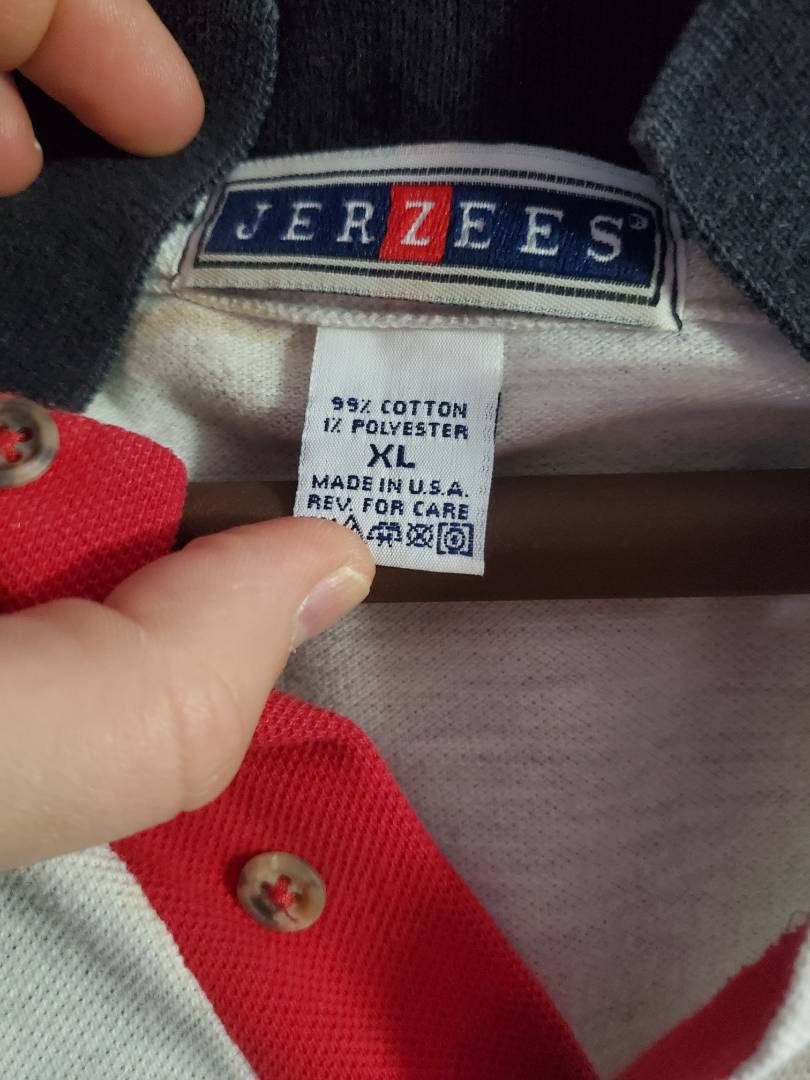 JERZEES®
99% COTTON
1% POLYESTER
XL
MADE IN U.S.A.
REV. FOR CARE